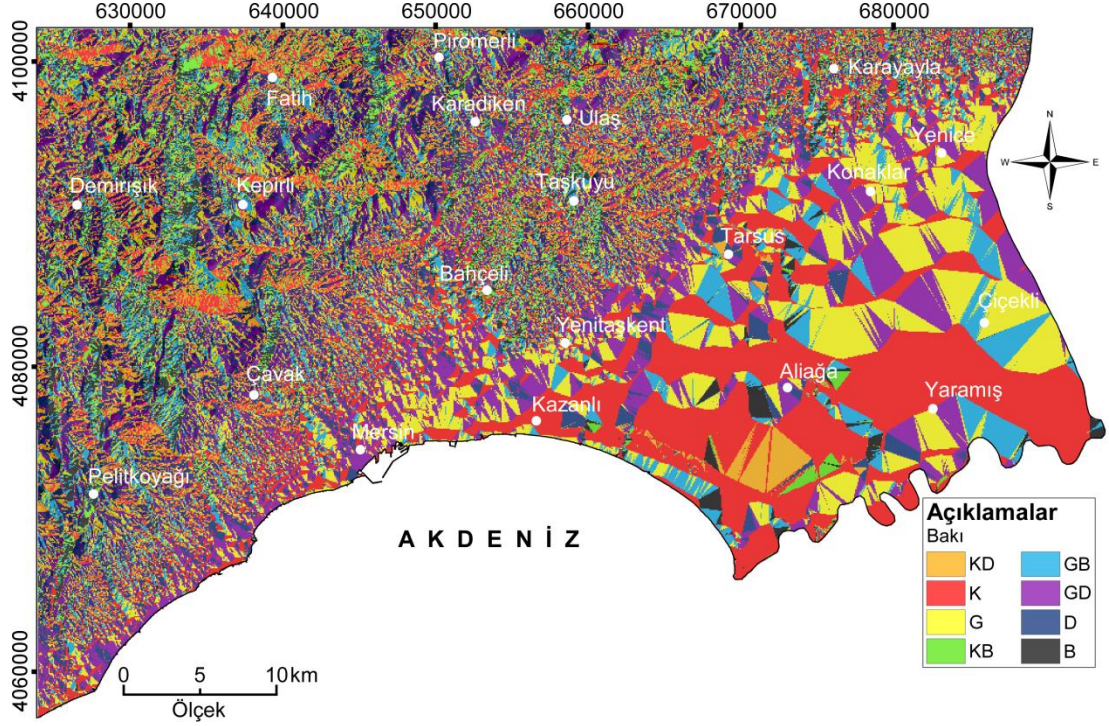 630000 640000 650000 660000 670000 680000
4100000
4080000
4060000
Piromerli
Karayayla
Fatih
Karadiken
Ulaş
Yenice
Konaklar
Demirışık
Kepirli
Taşkuyu
Tarsus
Bahçeli
Çiçekli
Yenitaşkent
Çavak
Aliağa
Yaramış
Kazanlı
Mersin
Pelitkoyağı
AKDENİZ
N
W E
S
0 5 10 km
Ölçek
Açıklamalar
Bakı
KD GB
K GD
G D
KB B